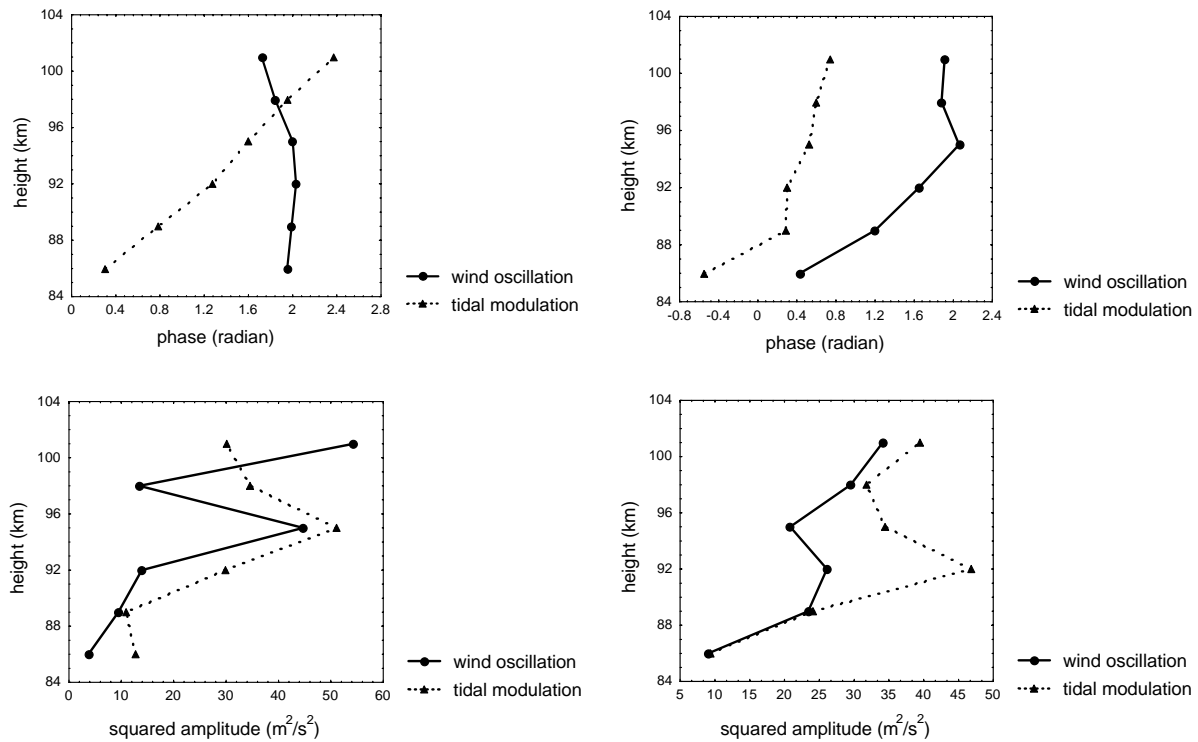 104
100
96
92
88
84
height (km)
0 0.4 0.8 1.2 1.6 2 2.4 2.8
phase (radian)
wind oscillation
tidal modulation
104
100
96
92
88
84
height (km)
-0.8 -0.4 0 0.4 0.8 1.2 1.6 2 2.4
phase (radian)
wind oscillation
tidal modulation
104
100
96
92
88
84
height (km)
0 10 20 30 40 50 60
squared amplitude (m²/s²)
wind oscillation
tidal modulation
104
100
96
92
88
84
height (km)
5 10 15 20 25 30 35 40 45 50
squared amplitude (m²/s²)
wind oscillation
tidal modulation